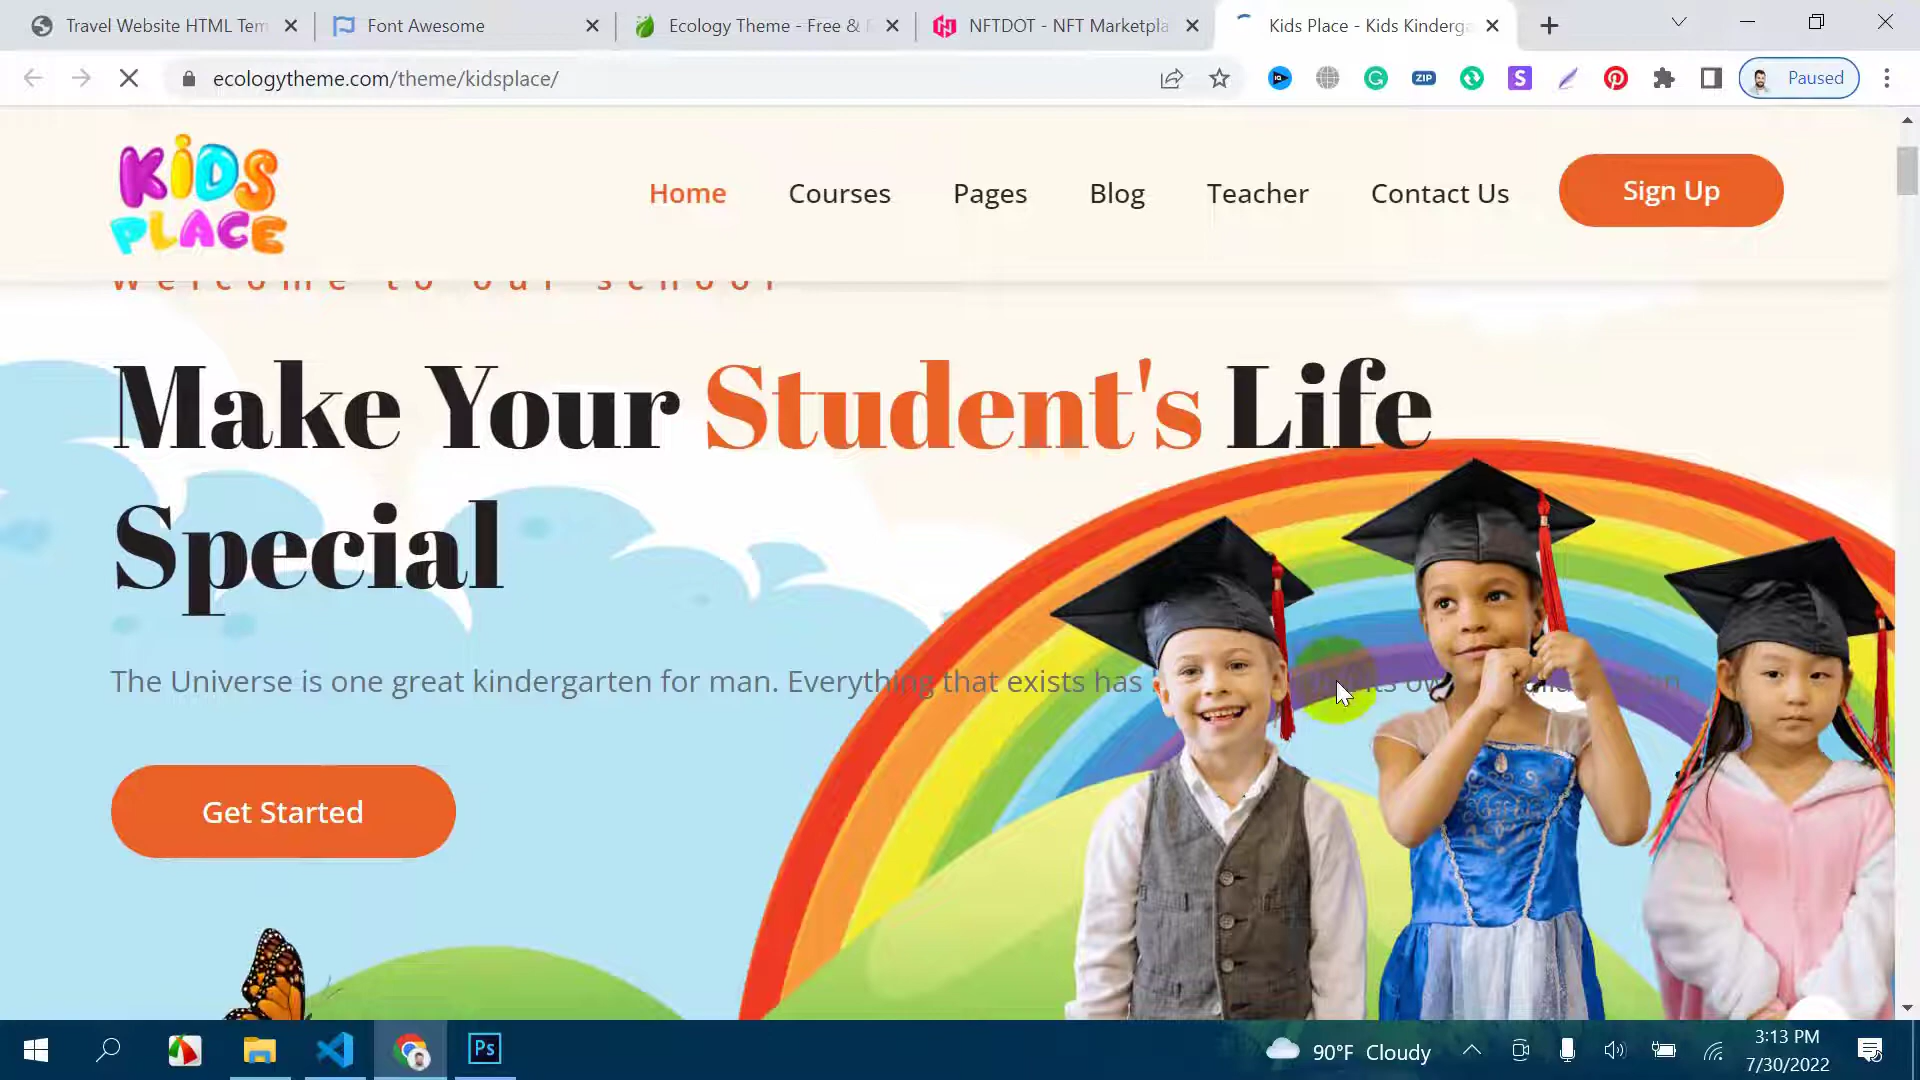 Travel Website HTML Tem
Font Awesome
Ecology Theme - Free &
NFTDOT - NFT Marketpla
Kids Place - Kids Kinderga
ecologytheme.com/theme/kidsplace/
ZIP
S
Paused
KiDS
PLACE
Home
Courses
Pages
Blog
Teacher
Contact Us
Sign Up
Welcome to our school
Make Your Student's Life
Special
The Universe is one great kindergarten for man. Everything that exists has
Get Started
Ps
90°F Cloudy
3:13 PM
7/30/2022